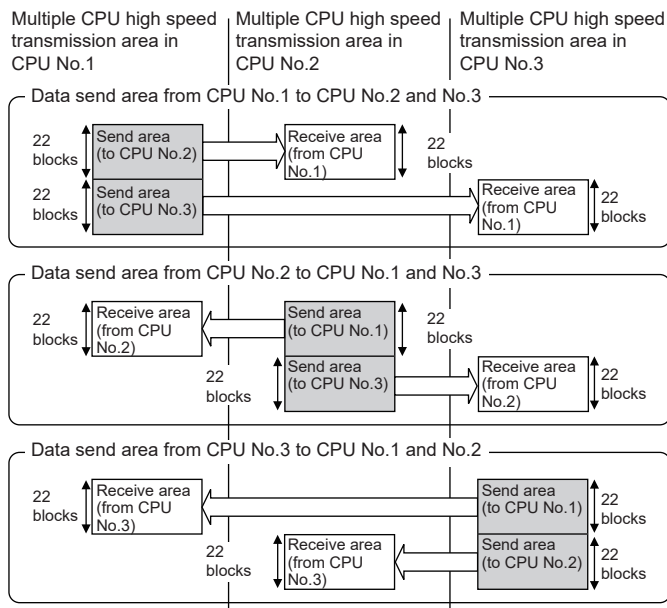 Multiple CPU high speed
transmission area in
CPU No.1
Multiple CPU high speed
transmission area in
CPU No.2
Multiple CPU high speed
transmission area in
CPU No.3
Data send area from CPU No.1 to CPU No.2 and No.3
22
blocks
Send area
(to CPU No.2)
Receive area
(from CPU
No.1)
22
blocks
22
blocks
Send area
(to CPU No.3)
Receive area
(from CPU
No.1)
22
blocks
Data send area from CPU No.2 to CPU No.1 and No.3
22
blocks
Receive area
(from CPU
No.2)
Send area
(to CPU No.1)
22
blocks
22
blocks
Send area
(to CPU No.3)
Receive area
(from CPU
No.2)
22
blocks
Data send area from CPU No.3 to CPU No.1 and No.2
22
blocks
Receive area
(from CPU
No.3)
Send area
(to CPU No.1)
22
blocks
22
blocks
Receive area
(from CPU
No.3)
Send area
(to CPU No.2)
22
blocks